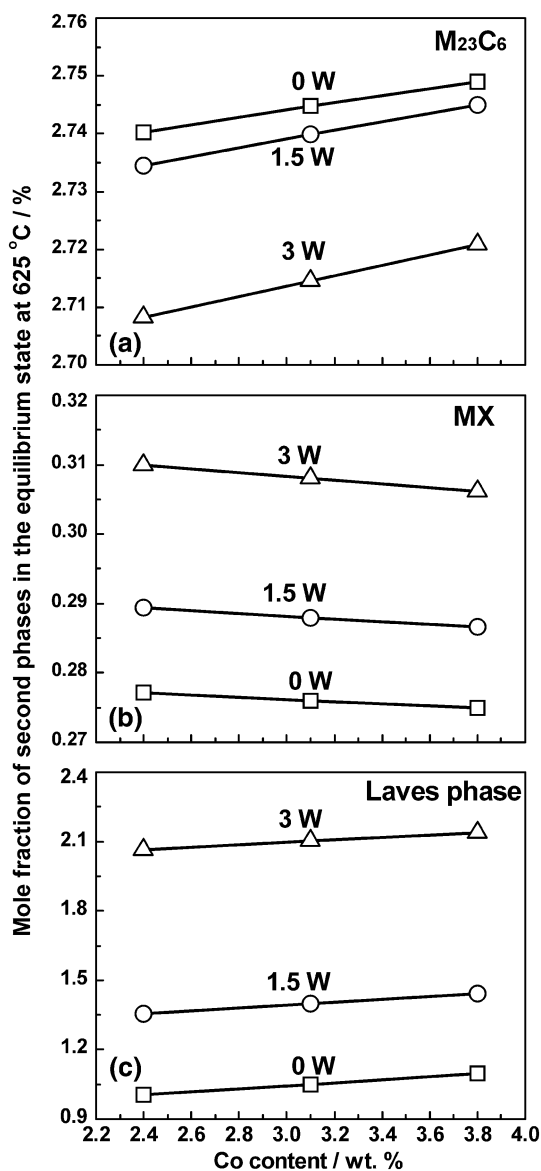 Mole fraction of second phases in the equilibrium state at 625 °C / %
2.76
2.75
2.74
2.73
2.72
2.71
2.70
M₂₃C₆
0 W
1.5 W
3 W
(a)
0.32
0.31
0.30
0.29
0.28
0.27
MX
3 W
1.5 W
0 W
(b)
2.4
2.1
1.8
1.5
1.2
0.9
Laves phase
3 W
1.5 W
0 W
(c)
2.2 2.4 2.6 2.8 3.0 3.2 3.4 3.6 3.8 4.0
Co content / wt. %